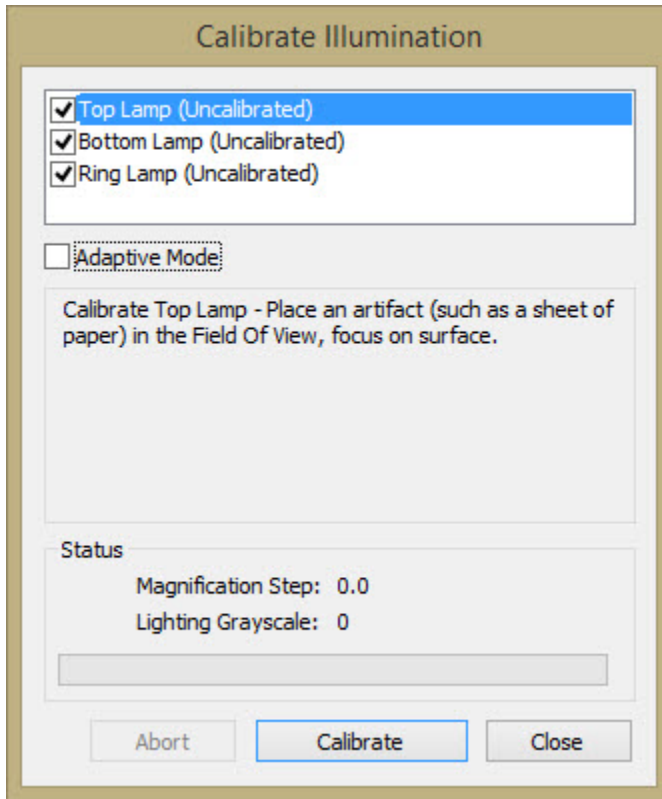 Calibrate Illumination
Top Lamp (Uncalibrated)
Bottom Lamp (Uncalibrated)
Ring Lamp (Uncalibrated)
Adaptive Mode
Calibrate Top Lamp - Place an artifact (such as a sheet of
paper) in the Field Of View, focus on surface.
Status
Magnification Step: 0.0
Lighting Grayscale: 0
Abort Calibrate Close